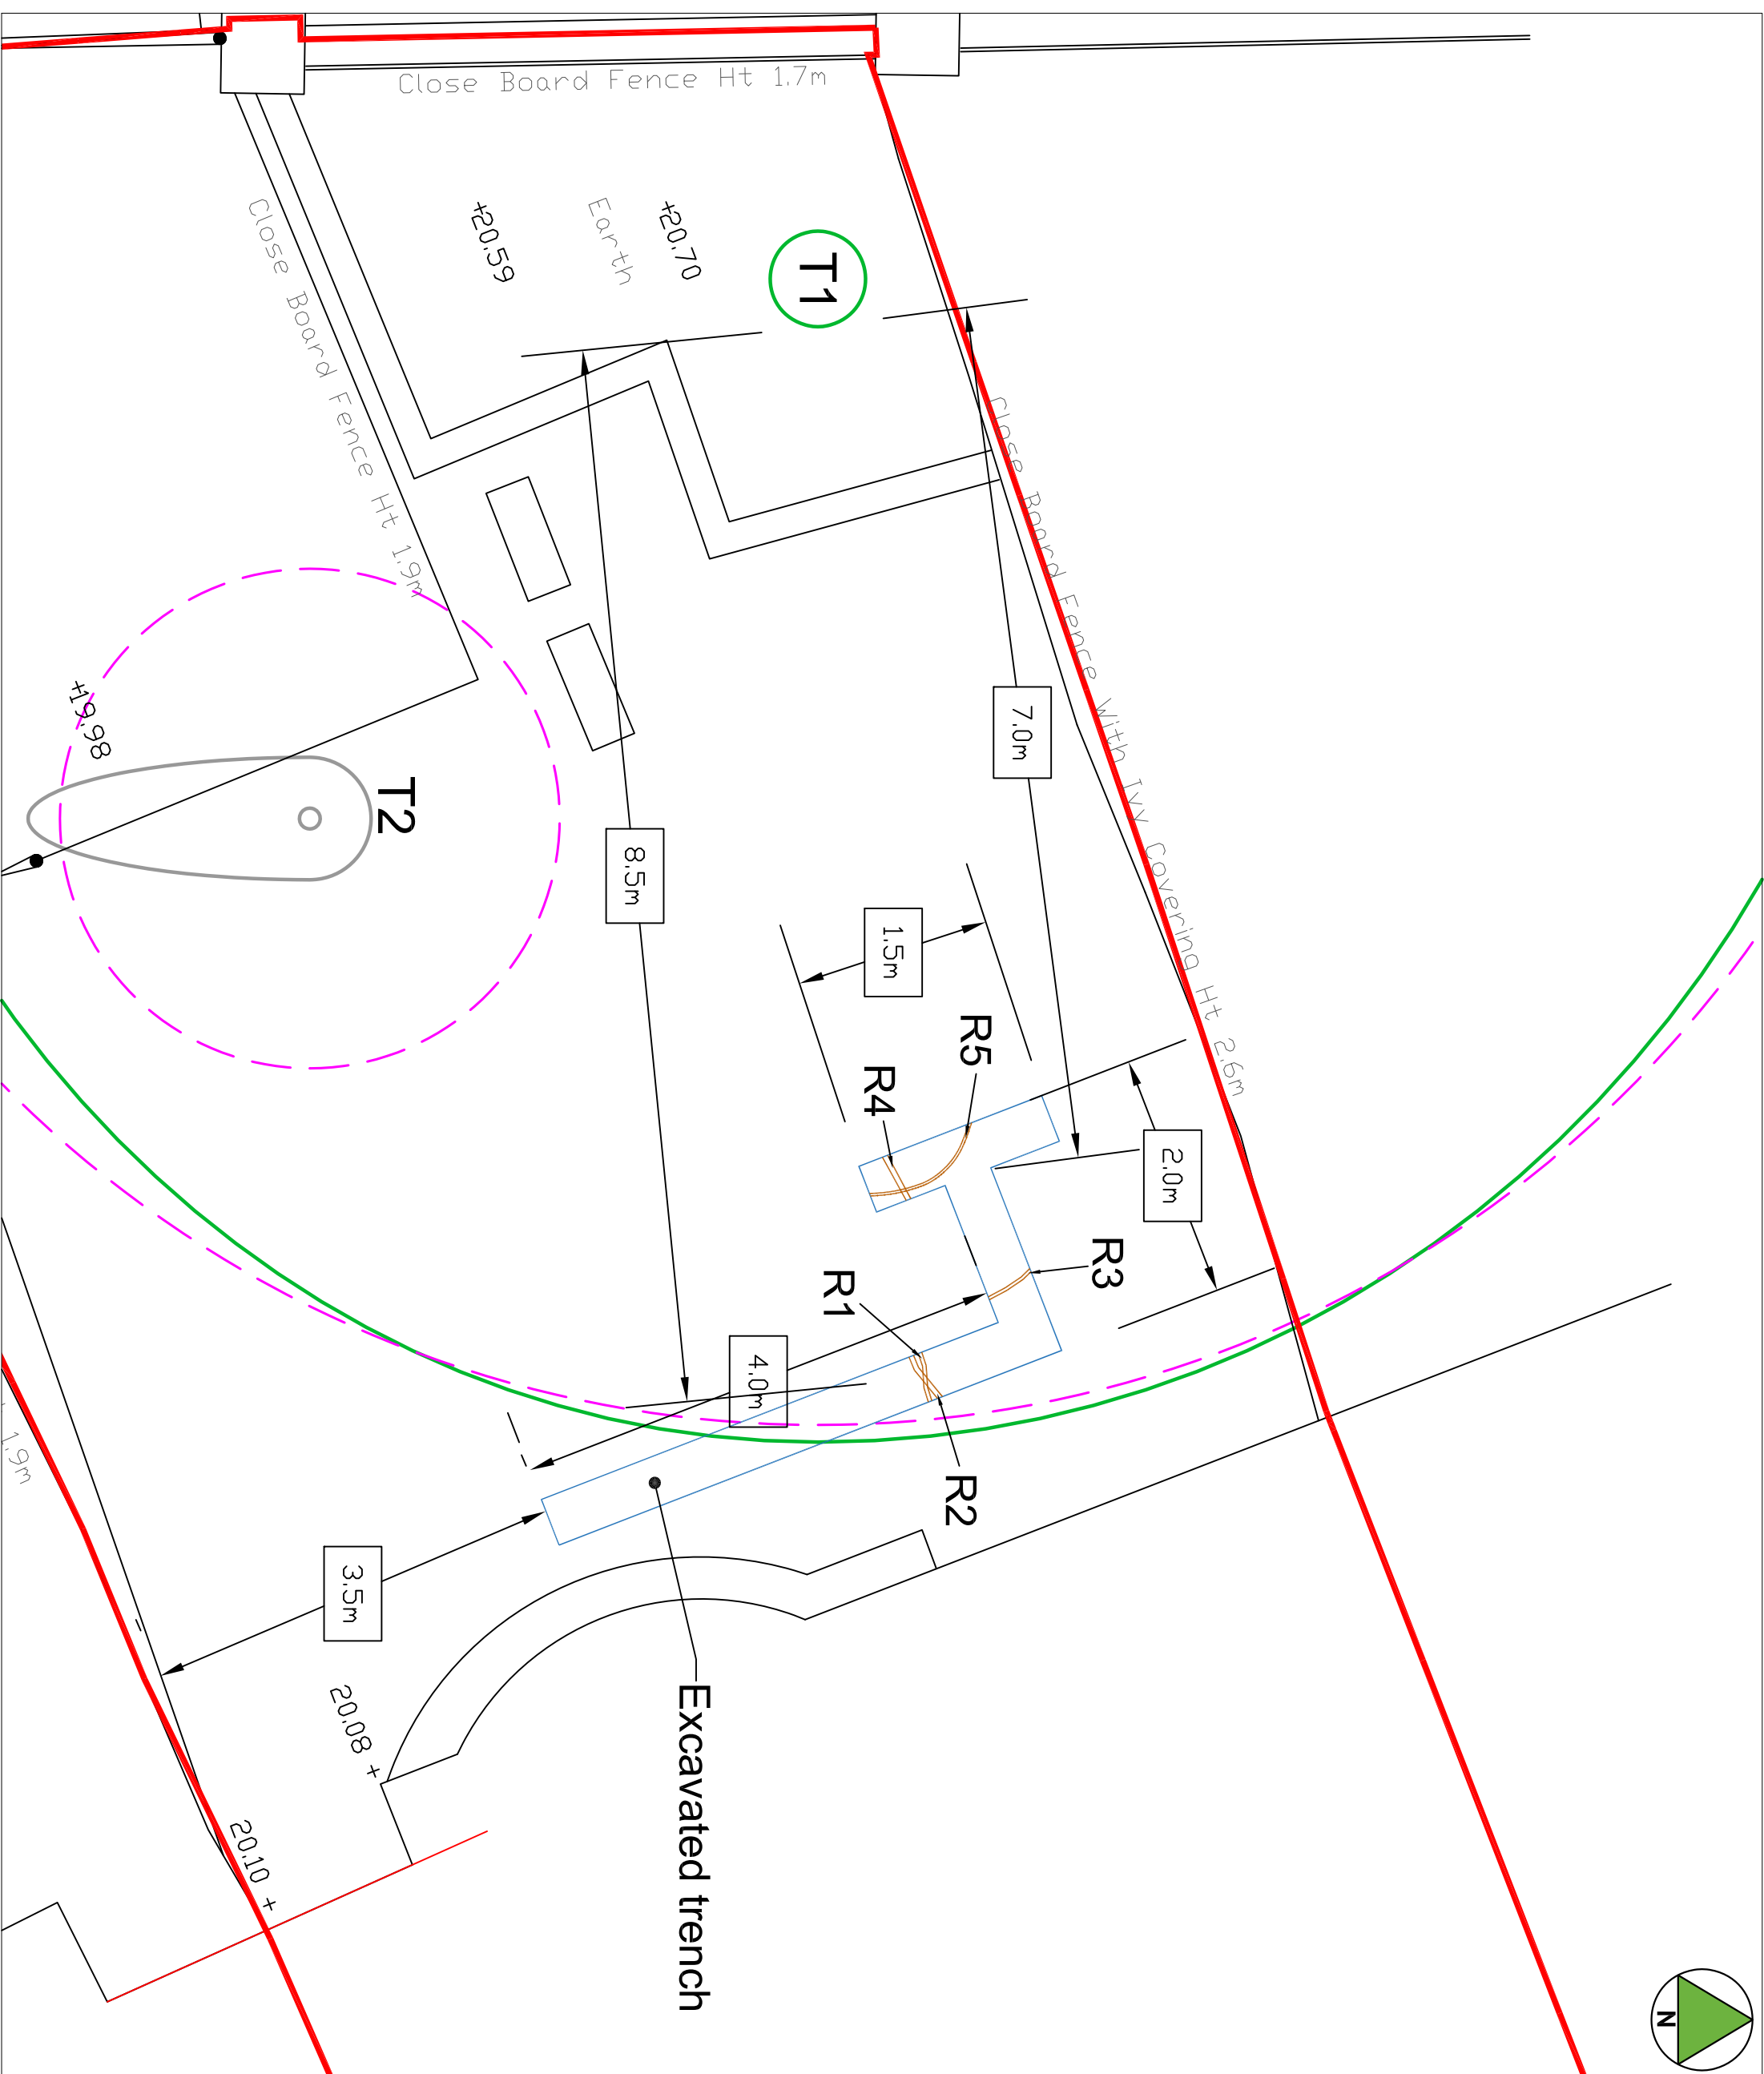 Close Board Fence Ht 1.7m
Close Board Fence Ht 1.9m
+20.59
Earth
+20.70
T1
Close Board Fence With Ivy Covering Ht 2.6m
+19.98
T2
7.0m
8.5m
1.5m
R5
R4
2.0m
R3
R1
4.0m
R2
1.9m
3.5m
20.08 +
Excavated trench
20.10 +
N